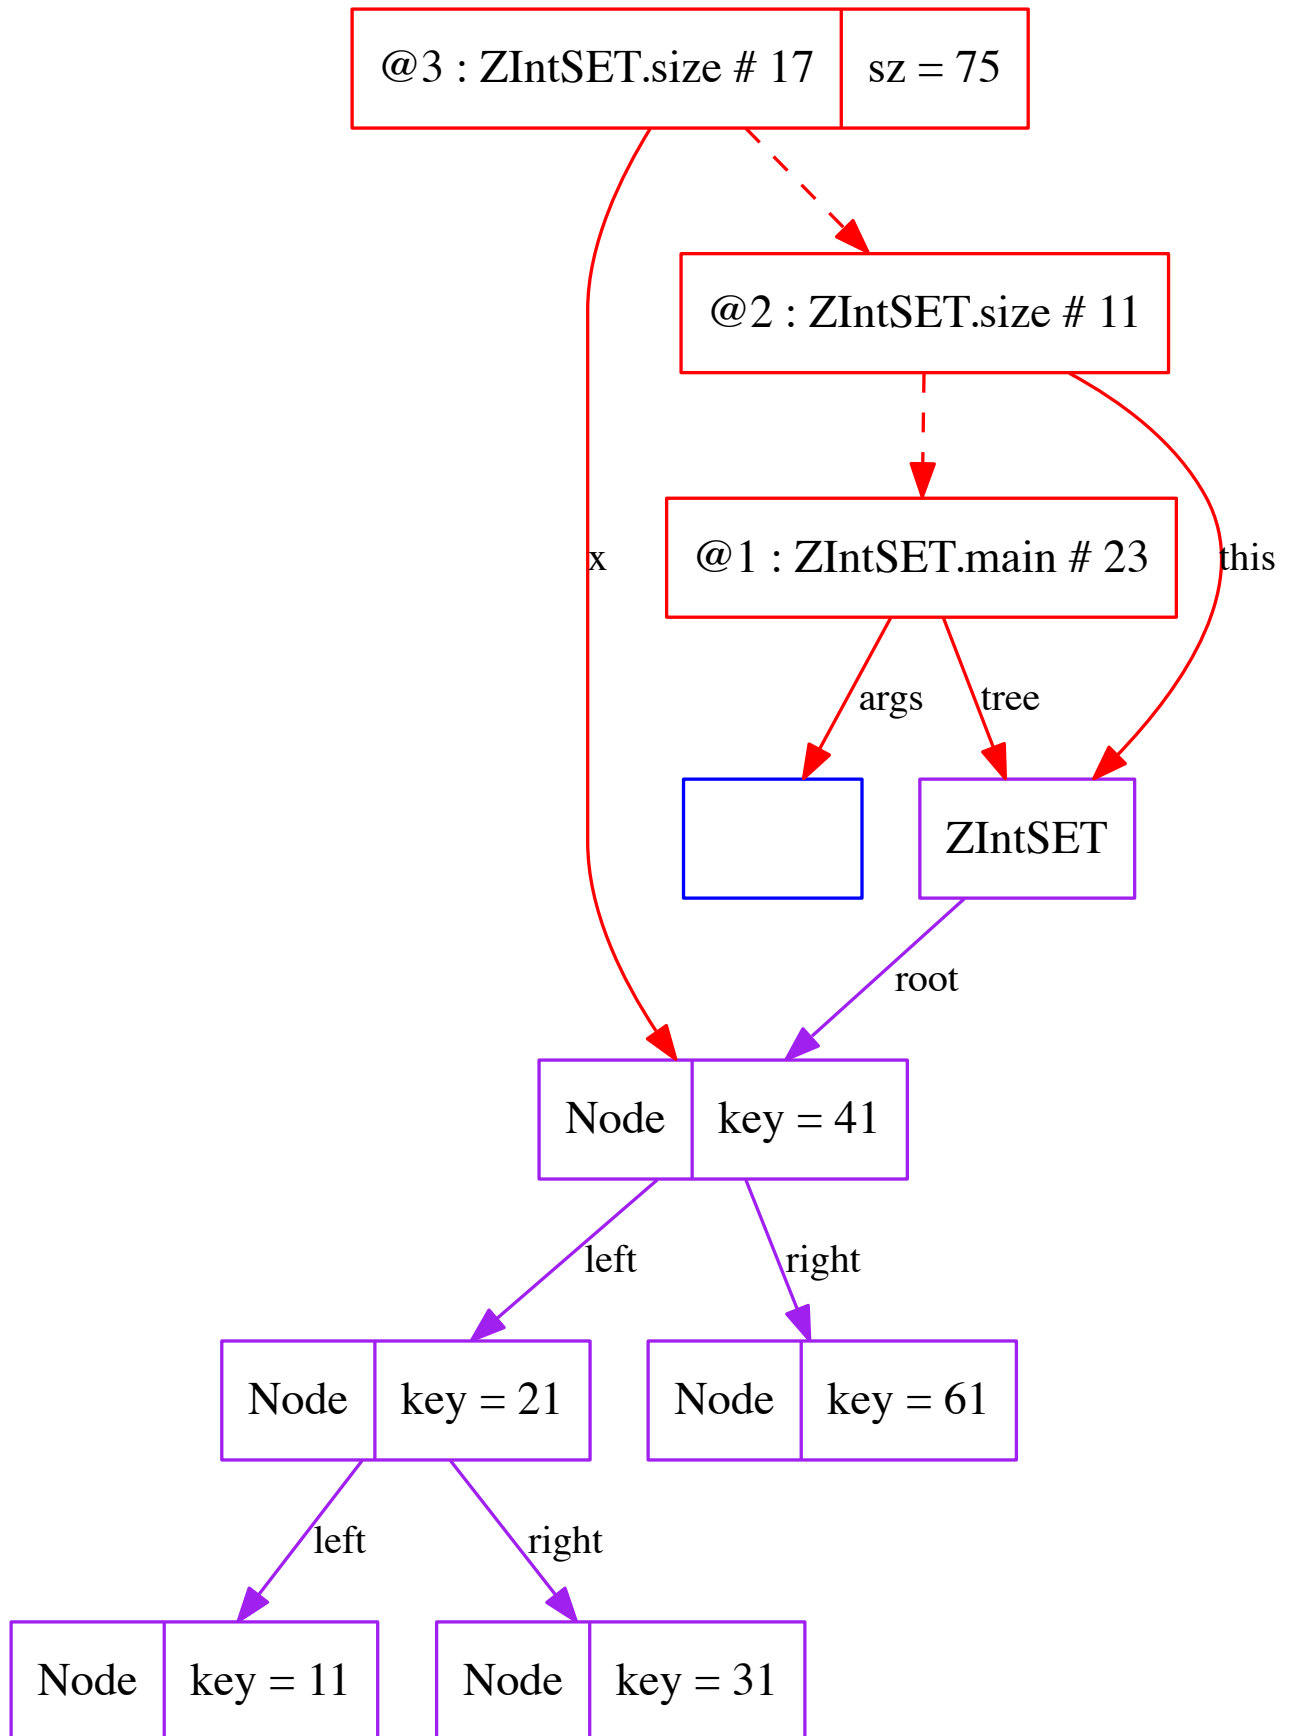 @3 : ZIntSET.size # 17 sz = 75
@2 : ZIntSET.size # 11
x
@1 : ZIntSET.main # 23
this
args
tree
ZIntSET
root
Node key = 41
left
right
Node key = 21
Node key = 61
left
right
Node key = 11
Node key = 31